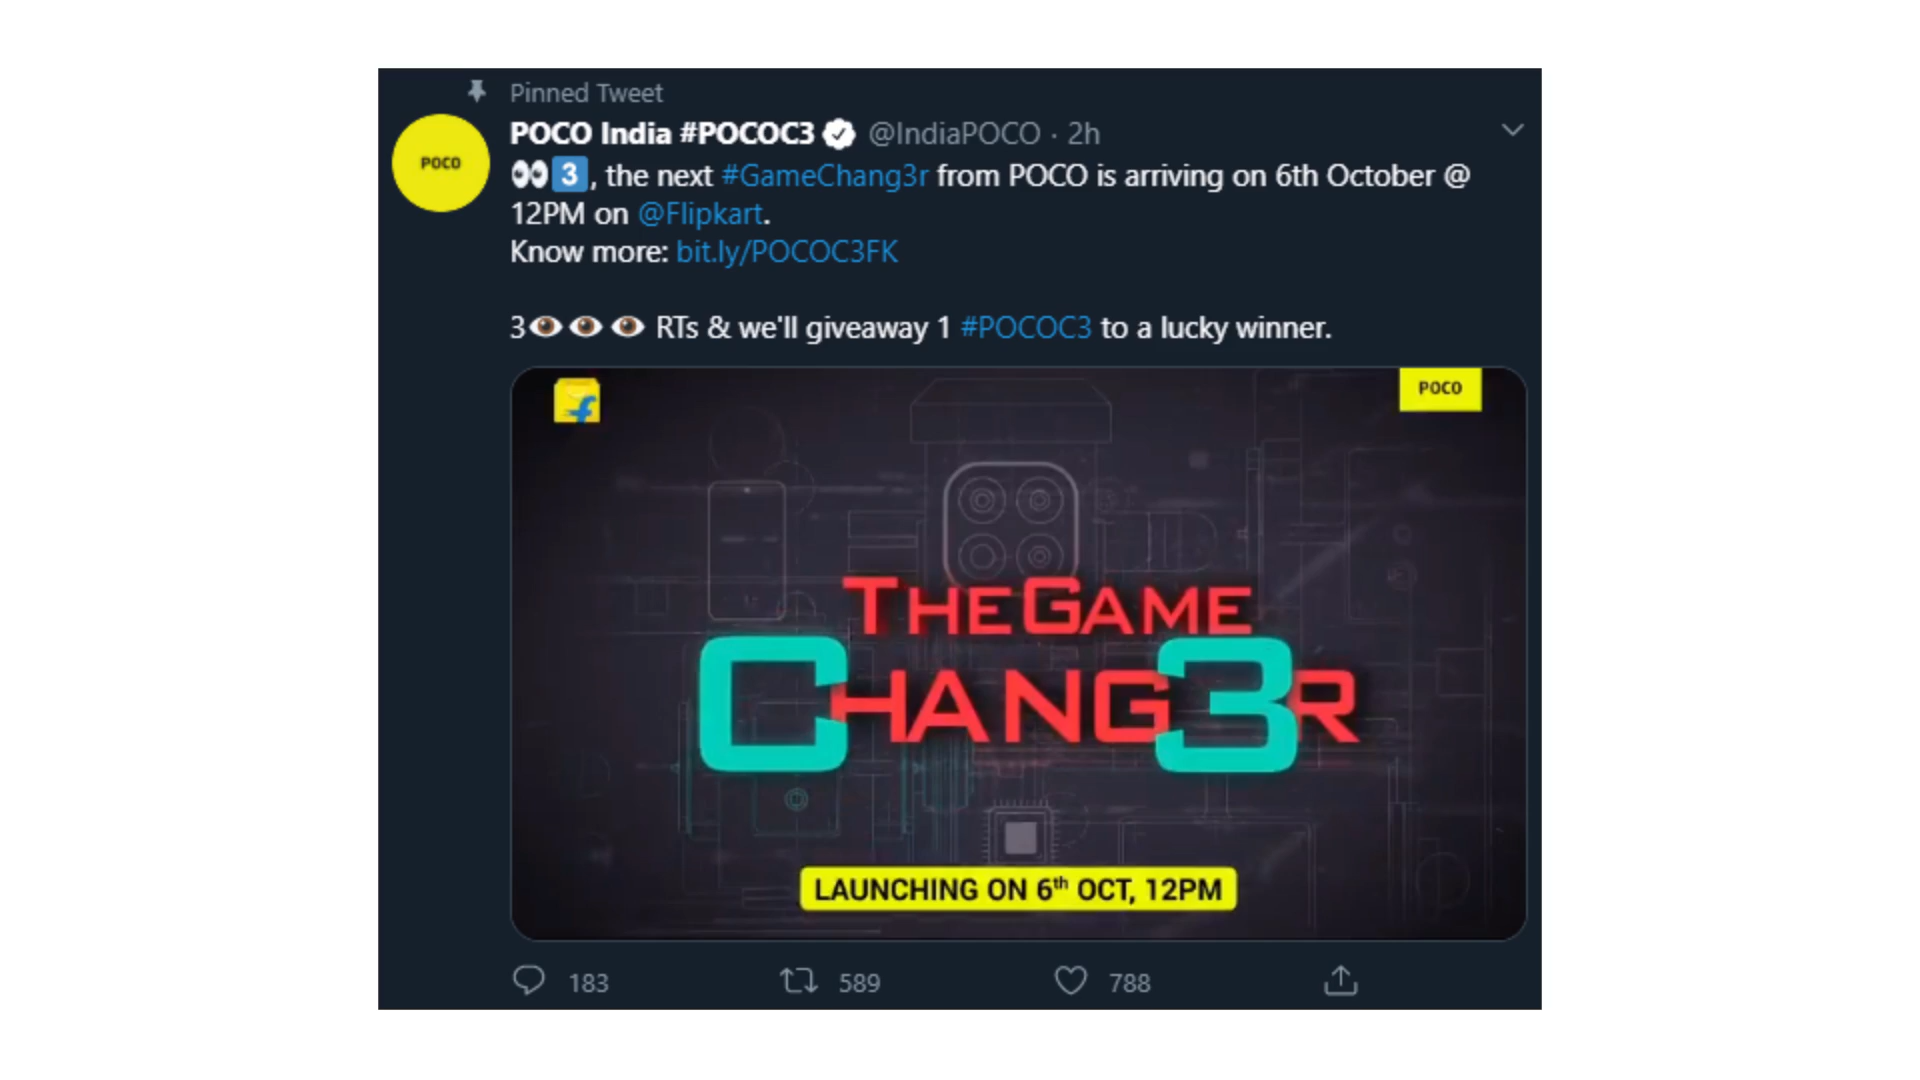 Pinned Tweet
POCO India #POCOC3 @IndiaPOCO · 2h
POCO
👀3️⃣, the next #GameChang3r from POCO is arriving on 6th October @
12PM on @Flipkart.
Know more: bit.ly/POCOC3FK
3👁️👁️👁️ RTs & we'll giveaway 1 #POCOC3 to a lucky winner.
f
POCO
THE GAME
CHANG3R
LAUNCHING ON 6th OCT, 12PM
183 589 788